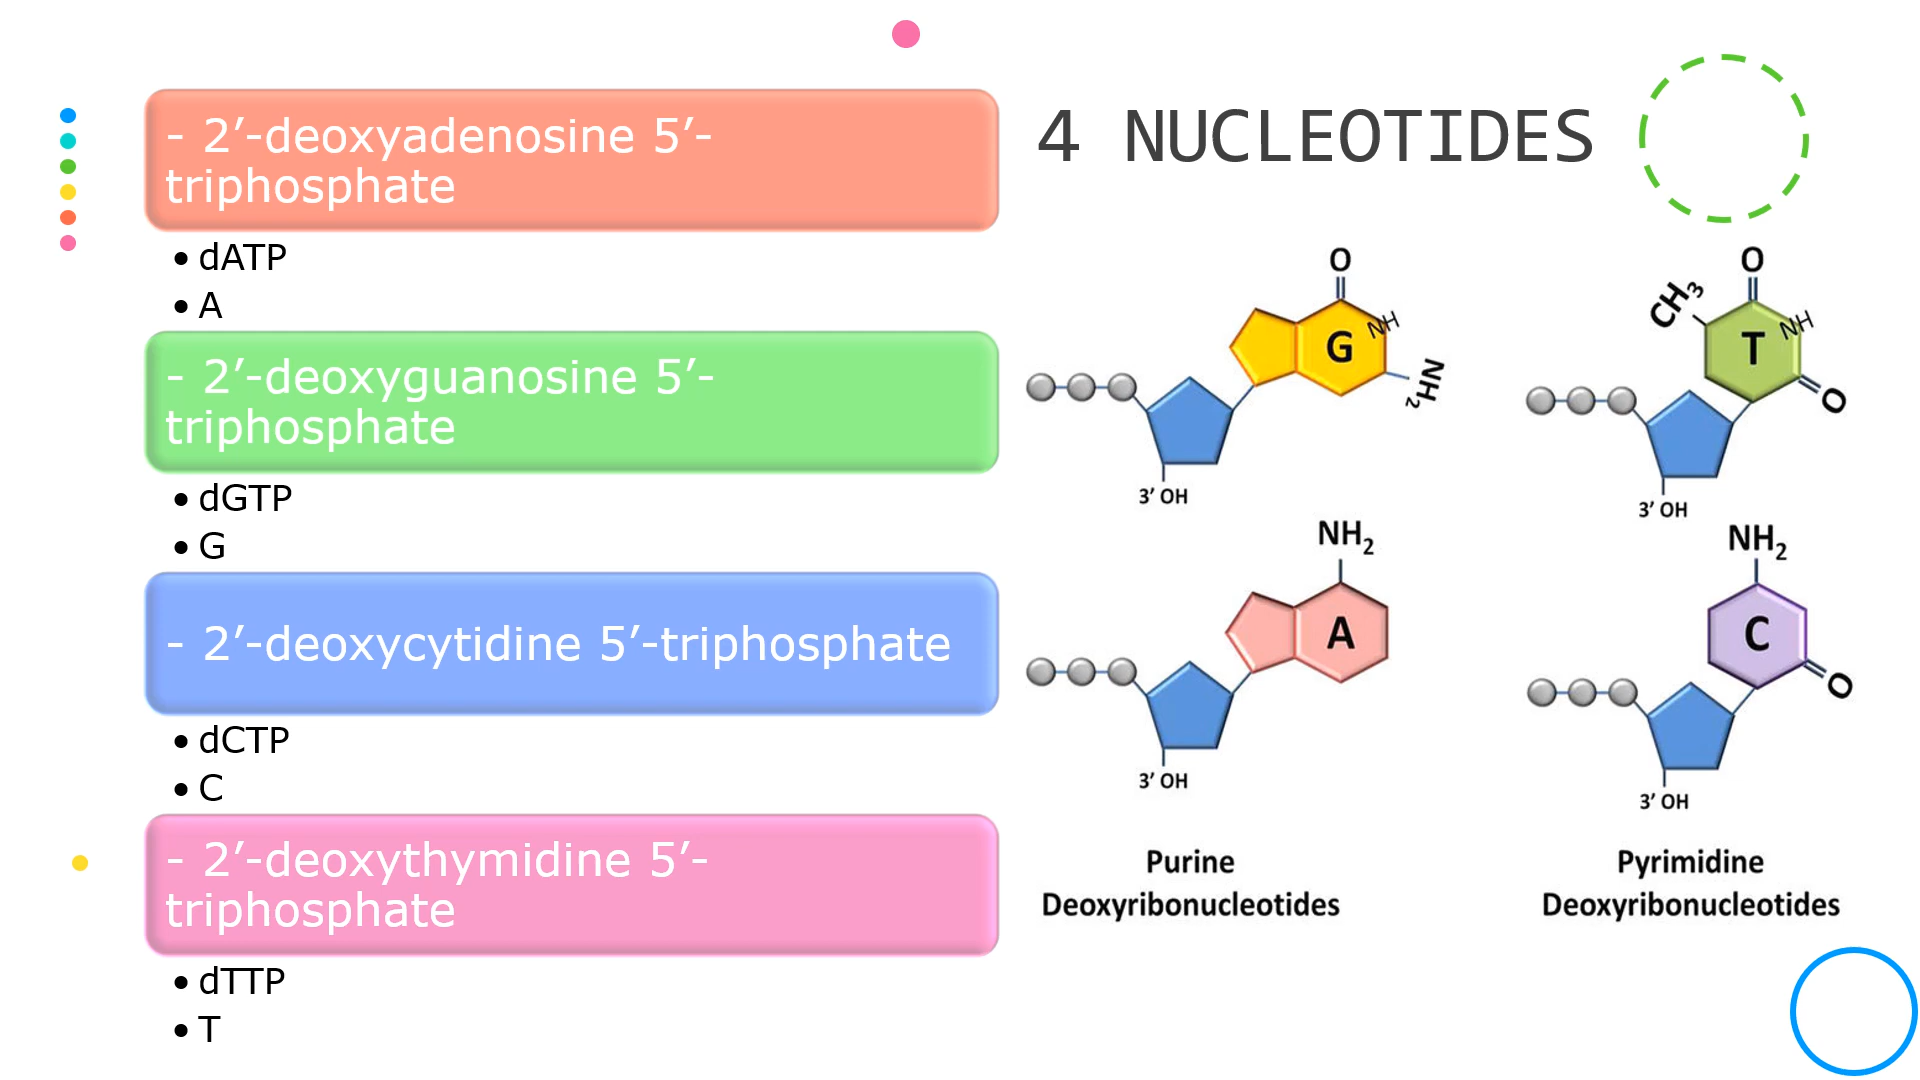 - 2’-deoxyadenosine 5’-
triphosphate
• dATP
• A
- 2’-deoxyguanosine 5’-
triphosphate
• dGTP
• G
- 2’-deoxycytidine 5’-triphosphate
• dCTP
• C
- 2’-deoxythymidine 5’-
triphosphate
• dTTP
• T
4 NUCLEOTIDES
O
NH
G
NH2
3’ OH
O
CH3
NH
T
O
3’ OH
NH2
A
3’ OH
NH2
C
O
3’ OH
Purine
Deoxyribonucleotides
Pyrimidine
Deoxyribonucleotides